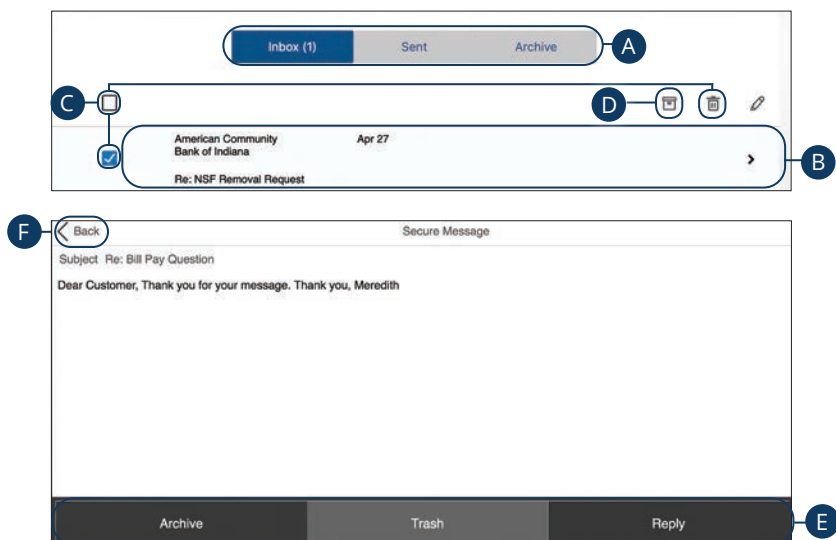 Inbox (1) Sent Archive A
C D
American Community Apr 27
Bank of Indiana
B
Re: NSF Removal Request
F Back Secure Message
Subject Re: Bill Pay Question
Dear Customer, Thank you for your message. Thank you, Meredith
Archive Trash Reply E